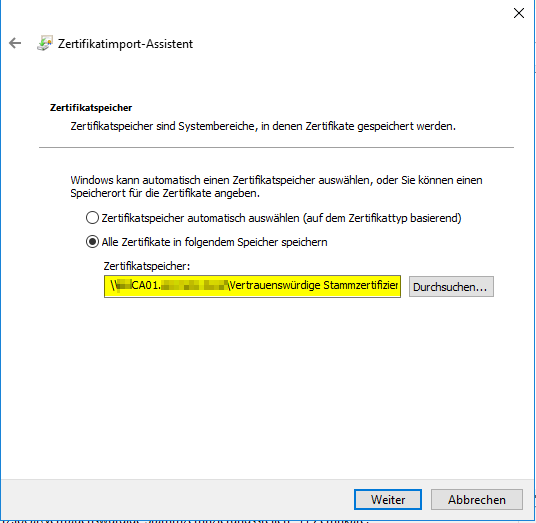 Zertifikatimport-Assistent
Zertifikatspeicher
Zertifikatspeicher sind Systembereiche, in denen Zertifikate gespeichert werden.
Windows kann automatisch einen Zertifikatspeicher auswählen, oder Sie können einen
Speicherort für die Zertifikate angeben.
Zertifikatspeicher automatisch auswählen (auf dem Zertifikattyp basierend)
Alle Zertifikate in folgendem Speicher speichern
Zertifikatspeicher:
\\ CA01. \Vertrauenswürdige Stammzertifizier
Durchsuchen...
Weiter
Abbrechen